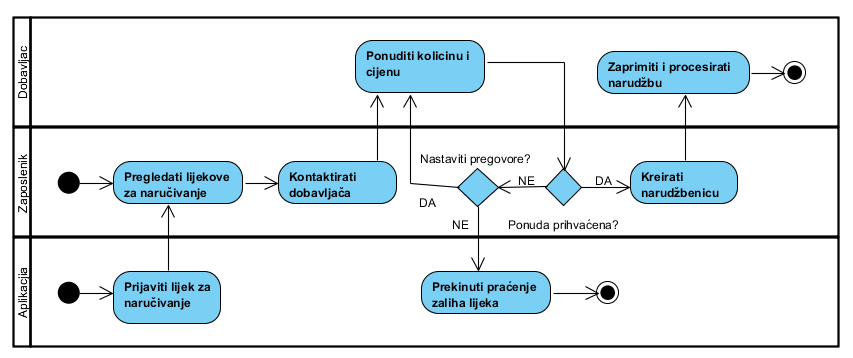 Dobavljac
Ponuditi kolicinu i
cijenu
Zaprimiti i procesirati
narudžbu
Zaposlenik
Pregledati lijekove
za naručivanje
Kontaktirati
dobavljača
Nastaviti pregovore?
DA
NE
DA
Kreirati
narudžbenicu
NE
Ponuda prihvaćena?
Aplikacija
Prijaviti lijek za
naručivanje
Prekinuti praćenje
zaliha lijeka